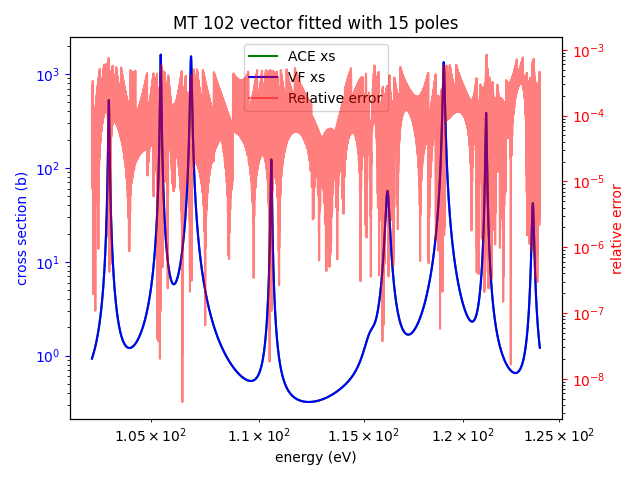 MT 102 vector fitted with 15 poles
ACE xs
VF xs
Relative error
cross section (b)
10³
10²
10¹
10⁰
relative error
10⁻³
10⁻⁴
10⁻⁵
10⁻⁶
10⁻⁷
10⁻⁸
1.05 × 10² 1.1 × 10² 1.15 × 10² 1.2 × 10² 1.25 × 10²
energy (eV)